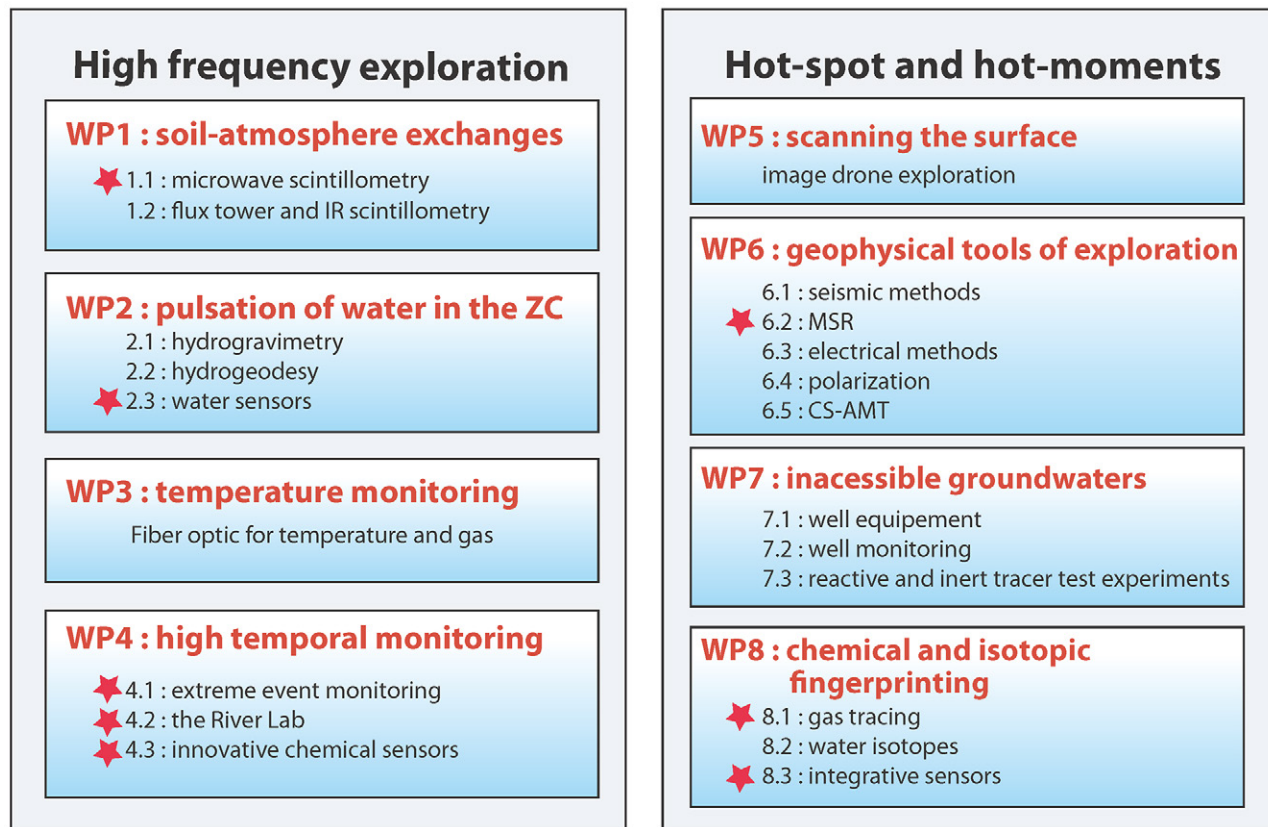 High frequency exploration
WP1 : soil-atmosphere exchanges
1.1 : microwave scintillometry
1.2 : flux tower and IR scintillometry
WP2 : pulsation of water in the ZC
2.1 : hydrogravimetry
2.2 : hydrogeodesy
2.3 : water sensors
WP3 : temperature monitoring
Fiber optic for temperature and gas
WP4 : high temporal monitoring
4.1 : extreme event monitoring
4.2 : the River Lab
4.3 : innovative chemical sensors
Hot-spot and hot-moments
WP5 : scanning the surface
image drone exploration
WP6 : geophysical tools of exploration
6.1 : seismic methods
6.2 : MSR
6.3 : electrical methods
6.4 : polarization
6.5 : CS-AMT
WP7 : inacessible groundwaters
7.1 : well equipement
7.2 : well monitoring
7.3 : reactive and inert tracer test experiments
WP8 : chemical and isotopic
fingerprinting
8.1 : gas tracing
8.2 : water isotopes
8.3 : integrative sensors